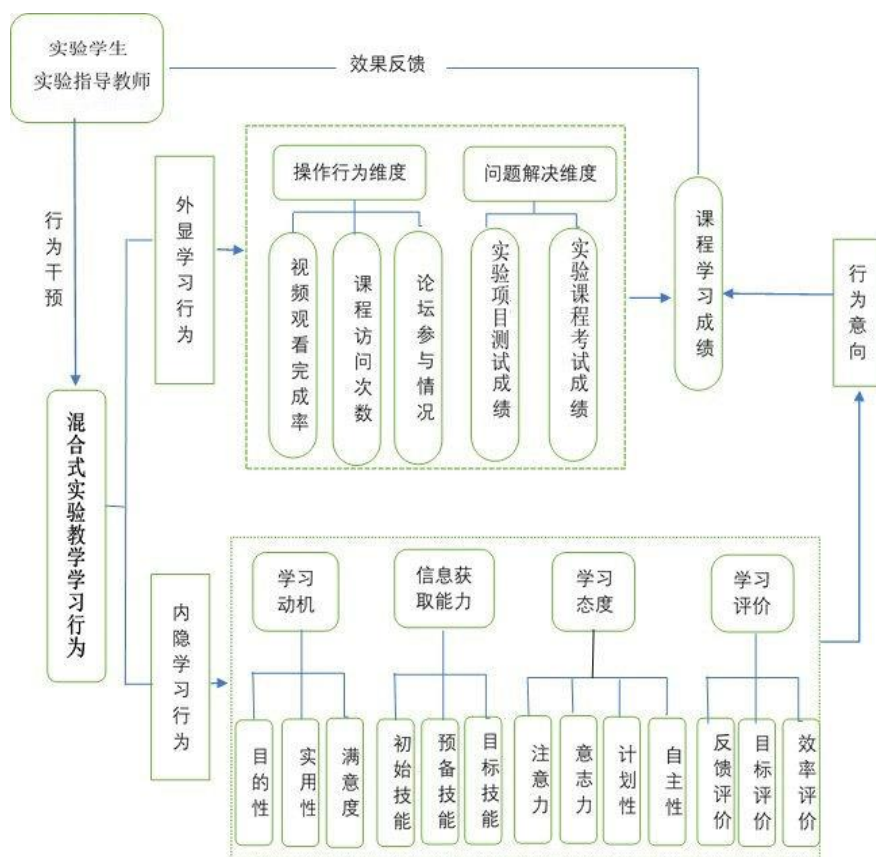 实验学生
实验指导教师
效果反馈
行为干预
外显学习行为
操作行为维度
问题解决维度
视频观看完成率
课程访问次数
论坛参与情况
实验项目测试成绩
实验课程考试成绩
课程学习成绩
行为意向
混合式实验教学学习行为
内隐学习行为
学习
动机
信息获
取能力
学习
态度
学习
评价
目的性
实用性
满意度
初始技能
预备技能
目标技能
注意力
意志力
计划性
自主性
反馈评价
目标评价
效率评价